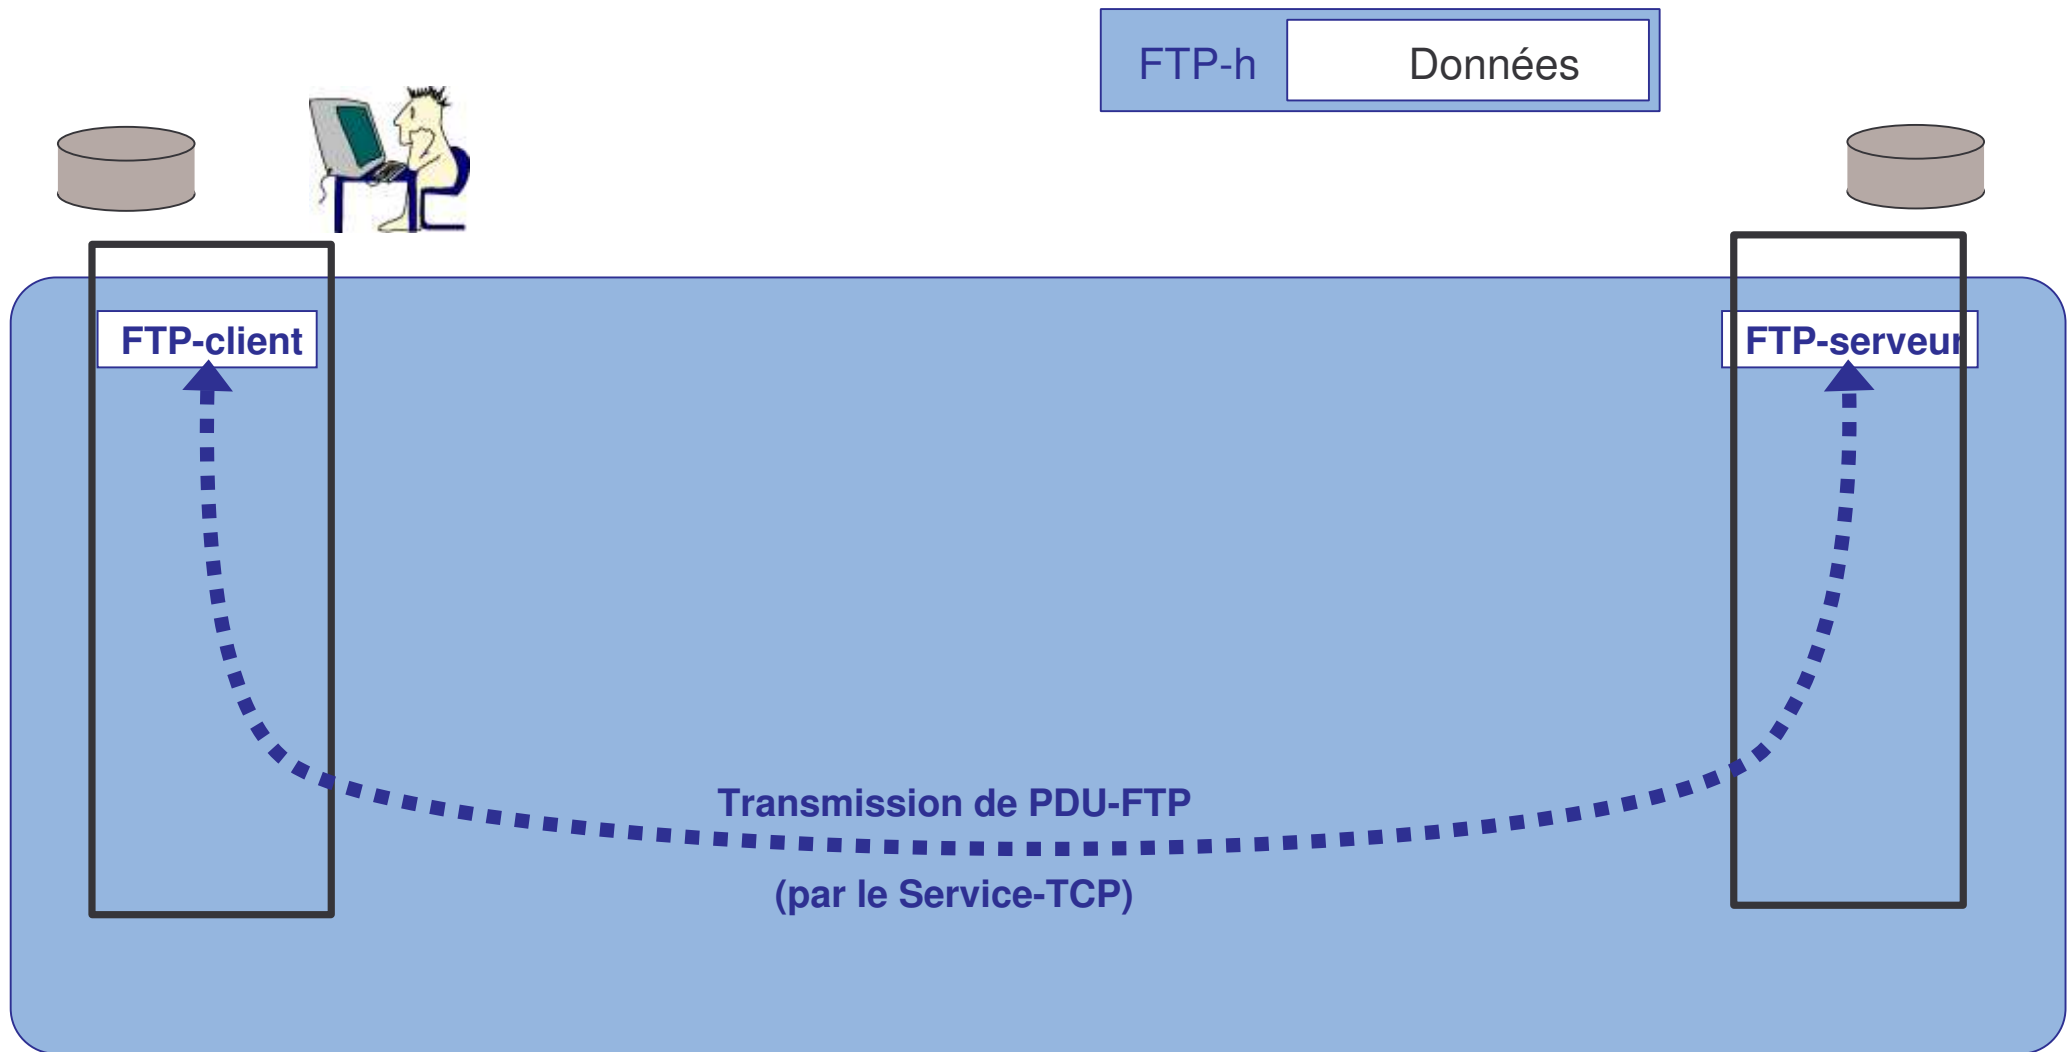 FTP-h Données
FTP-client
FTP-serveur
Transmission de PDU-FTP
(par le Service-TCP)